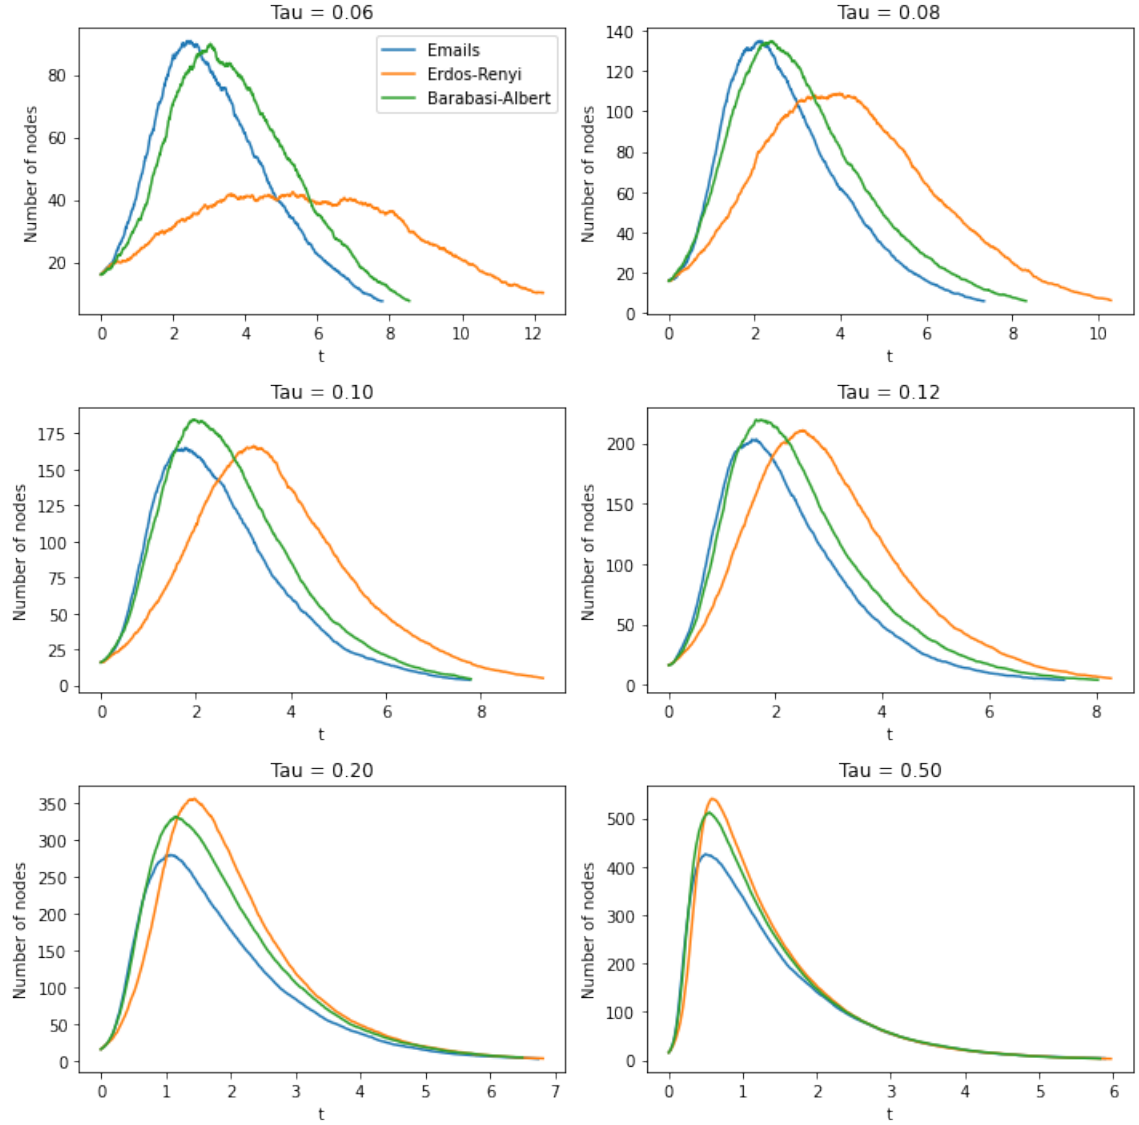 Tau = 0.06
Number of nodes
80
60
40
20
Emails
Erdos-Renyi
Barabasi-Albert
0 2 4 6 8 10 12
t
Tau = 0.08
Number of nodes
140
120
100
80
60
40
20
0
0 2 4 6 8 10
t
Tau = 0.10
Number of nodes
175
150
125
100
75
50
25
0
0 2 4 6 8
t
Tau = 0.12
Number of nodes
200
150
100
50
0
0 2 4 6 8
t
Tau = 0.20
Number of nodes
350
300
250
200
150
100
50
0
0 1 2 3 4 5 6 7
t
Tau = 0.50
Number of nodes
500
400
300
200
100
0
0 1 2 3 4 5 6
t